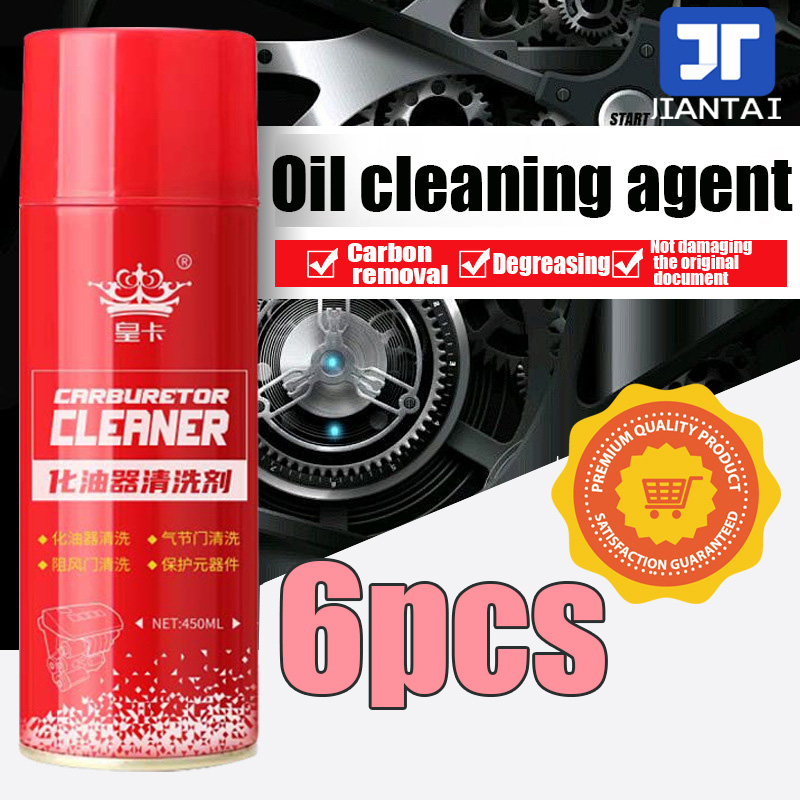 JT
JIANTAI
START
Oil cleaning agent
Carbon
removal
Degreasing
Not damaging
the original
document
®
皇卡
CARBURETOR
CLEANER
化油器清洗剂
化油器清洗
气节门清洗
阻风门清洗
保护元器件
NET:450ML
PREMIUM QUALITY PRODUCT
SATISFACTION GUARANTEED
6pcs